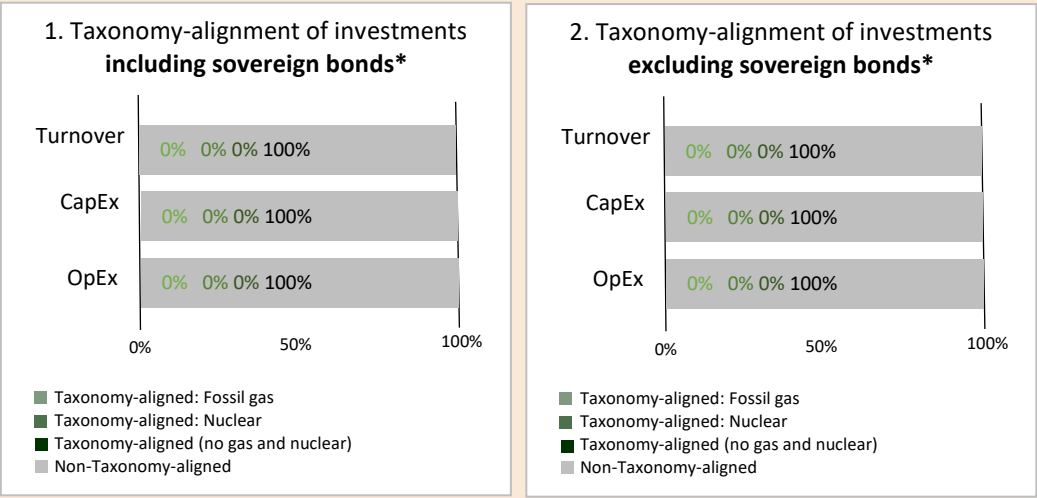 1. Taxonomy-alignment of investments
including sovereign bonds*
Turnover
0% 0% 0% 100%
CapEx
0% 0% 0% 100%
OpEx
0% 0% 0% 100%
0% 50% 100%
Taxonomy-aligned: Fossil gas
Taxonomy-aligned: Nuclear
Taxonomy-aligned (no gas and nuclear)
Non-Taxonomy-aligned
2. Taxonomy-alignment of investments
excluding sovereign bonds*
Turnover
0% 0% 0% 100%
CapEx
0% 0% 0% 100%
OpEx
0% 0% 0% 100%
0% 50% 100%
Taxonomy-aligned: Fossil gas
Taxonomy-aligned: Nuclear
Taxonomy-aligned (no gas and nuclear)
Non-Taxonomy-aligned